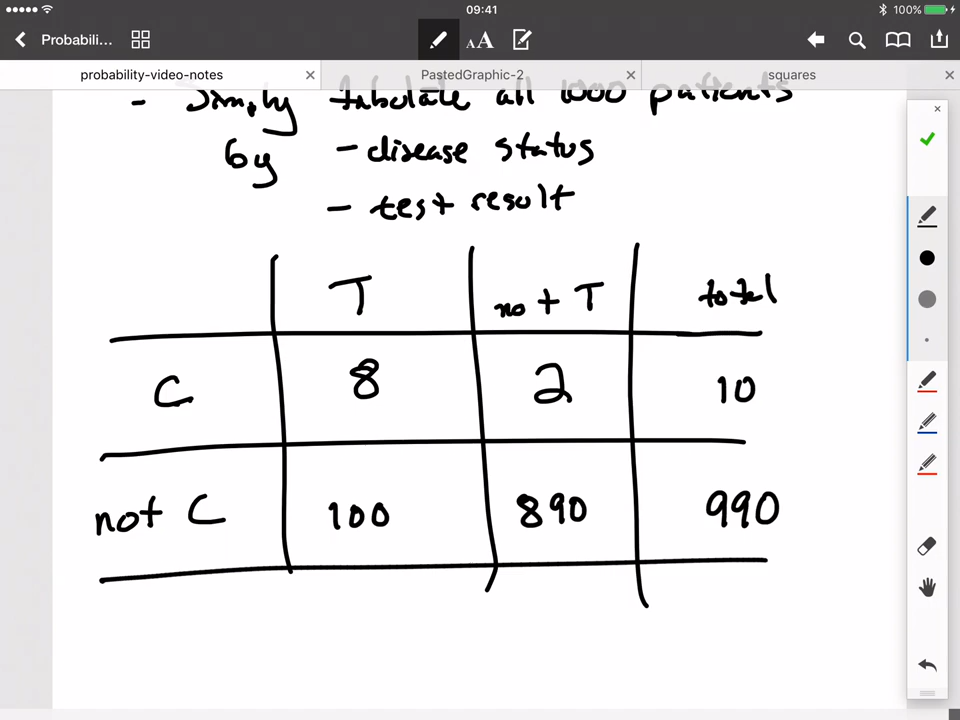 09:41
100%
Probabili...
AA
probability-video-notes
PastedGraphic-2
squares
- Simply tabulate all 1000 patients
by - disease status
- test result
T not T total
C 8 2 10
not C 100 890 990